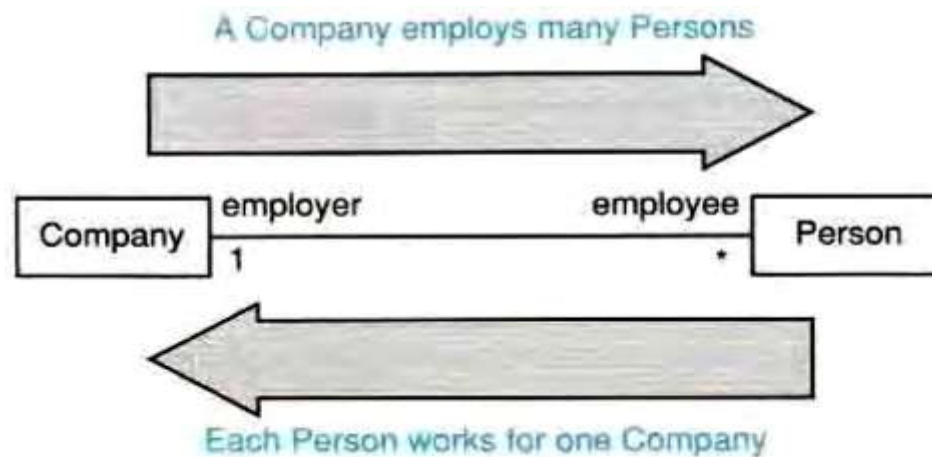 A Company employs many Persons
employer employee
Company Person
1 *
Each Person works for one Company